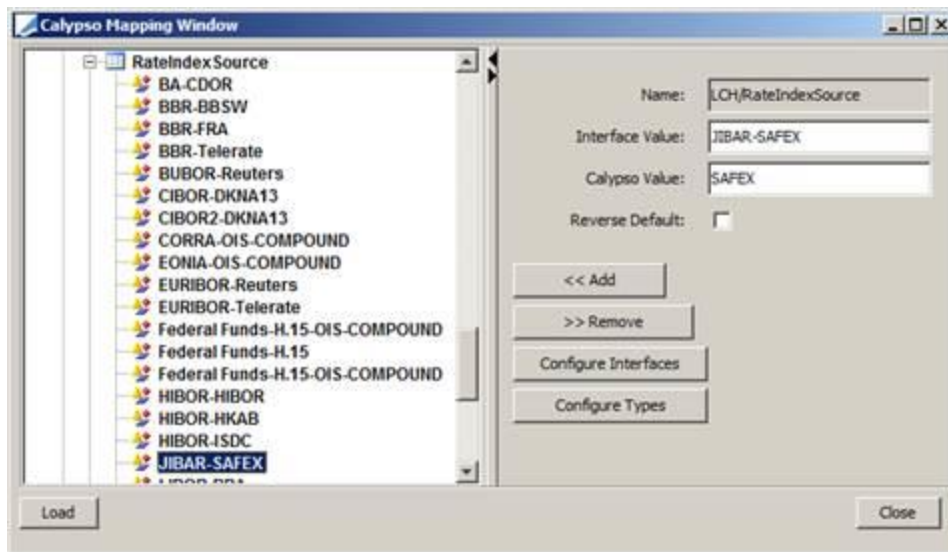 Calypso Mapping Window
RateIndexSource
BA-CDOR
BBR-BBSW
BBR-FRA
BBR-Telerate
BUBOR-Reuters
CIBOR-DKNA13
CIBOR2-DKNA13
CORRA-OIS-COMPOUND
EONIA-OIS-COMPOUND
EURIBOR-Reuters
EURIBOR-Telerate
Federal Funds-H.15-OIS-COMPOUND
Federal Funds-H.15
Federal Funds-H.15-OIS-COMPOUND
HIBOR-HIBOR
HIBOR-HKAB
HIBOR-ISDC
JIBAR-SAFEX
Name: LCH/RateIndexSource
Interface Value: JIBAR-SAFEX
Calypso Value: SAFEX
Reverse Default:
<< Add
>> Remove
Configure Interfaces
Configure Types
Load
Close